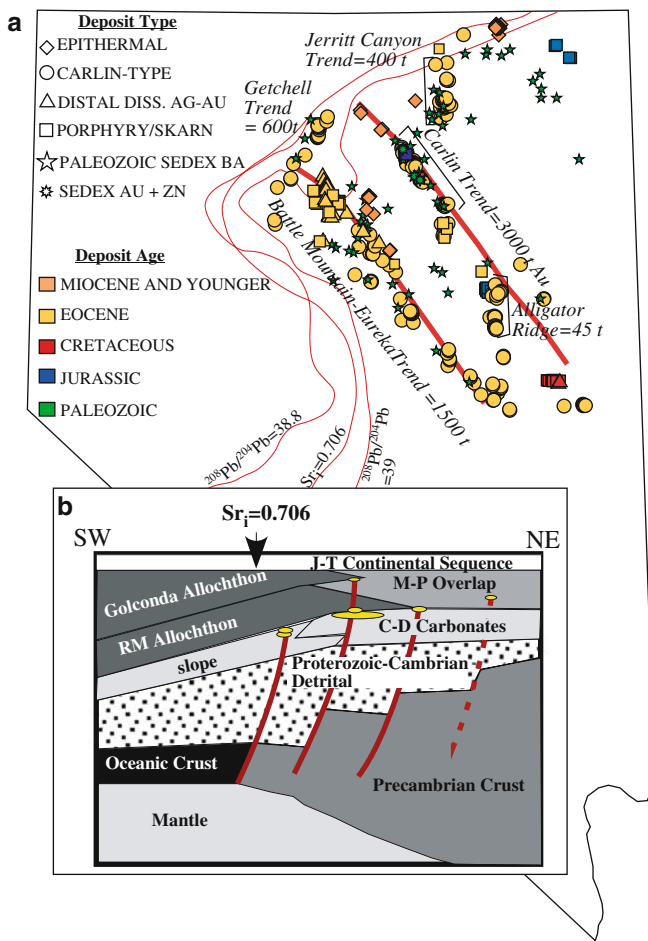 a
Deposit Type
EPITHERMAL
CARLIN-TYPE
DISTAL DISS. AG-AU
PORPHYRY/SKARN
PALEOZOIC SEDEX BA
SEDEX AU + ZN
Deposit Age
MIOCENE AND YOUNGER
EOCENE
CRETACEOUS
JURASSIC
PALEOZOIC
Jerritt Canyon
Trend=400 t
Getchell
Trend
= 600t
Carlin Trend=3000 t Au
Battle Mountain-EurekaTrend =1500 t
Alligator
Ridge=45 t
²⁰⁸Pb/²⁰⁴Pb=38.8
Srᵢ=0.706
²⁰⁸Pb/²⁰⁴Pb
=39
b
Srᵢ=0.706
SW
NE
J-T Continental Sequence
Golconda Allochthon
M-P Overlap
RM Allochthon
C-D Carbonates
slope
Proterozoic-Cambrian
Detrital
Oceanic Crust
Precambrian Crust
Mantle